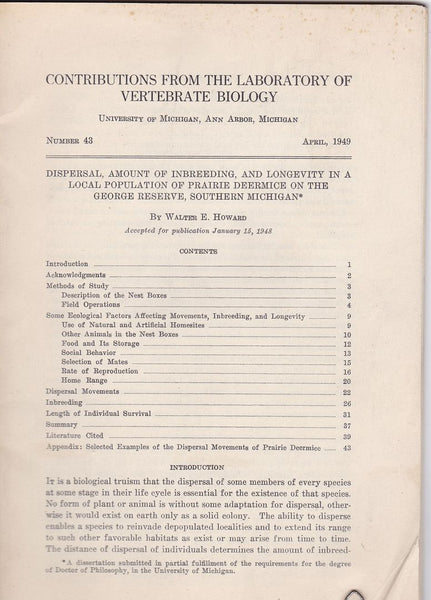 CONTRIBUTIONS FROM THE LABORATORY OF
VERTEBRATE BIOLOGY
UNIVERSITY OF MICHIGAN, ANN ARBOR, MICHIGAN
NUMBER 43 APRIL, 1949
DISPERSAL, AMOUNT OF INBREEDING, AND LONGEVITY IN A
LOCAL POPULATION OF PRAIRIE DEERMICE ON THE
GEORGE RESERVE, SOUTHERN MICHIGAN*
BY WALTER E. HOWARD
Accepted for publication January 15, 1948
CONTENTS
Introduction 1
Acknowledgments 2
Methods of Study 3
Description of the Nest Boxes 3
Field Operations 4
Some Ecological Factors Affecting Movements, Inbreeding, and Longevity 9
Use of Natural and Artificial Homesites 9
Other Animals in the Nest Boxes 10
Food and Its Storage 12
Social Behavior 13
Selection of Mates 15
Rate of Reproduction 16
Home Range 20
Dispersal Movements 22
Inbreeding 26
Length of Individual Survival 31
Summary 37
Literature Cited 39
Appendix: Selected Examples of the Dispersal Movements of Prairie Deermice 43
INTRODUCTION
IT is a biological truism that the dispersal of some members of every species
at some stage in their life cycle is essential for the existence of that species.
No form of plant or animal is without some adaptation for dispersal, other-
wise it would exist on earth only as a solid colony. The ability to disperse
enables a species to reinvade depopulated localities and to extend its range
to such other favorable habitats as exist or may arise from time to time.
The distance of dispersal of individuals determines the amount of inbreed-
*A dissertation submitted in partial fulfillment of the requirements for the degree
of Doctor of Philosophy, in the University of Michigan.